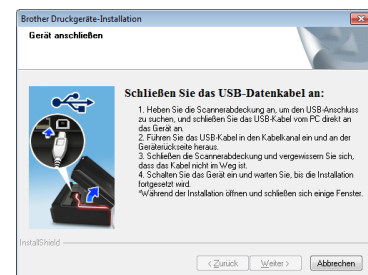 Brother Druckgeräte-Installation
Gerät anschließen
Schließen Sie das USB-Datenkabel an:
1. Heben Sie die Scannerabdeckung an, um den USB-Anschluss
zu suchen, und schließen Sie das USB-Kabel vom PC direkt an
das Gerät an.
2. Führen Sie das USB-Kabel in den Kabelkanal ein und an der
Geräterückseite heraus.
3. Schließen die Scannerabdeckung und vergewissern Sie sich,
dass das Kabel nicht im Weg ist.
4. Schalten Sie das Gerät ein und warten Sie, bis die Installation
fortgesetzt wird.
*Während der Installation öffnen und schließen sich einige Fenster.
InstallShield
< Zurück
Weiter >
Abbrechen